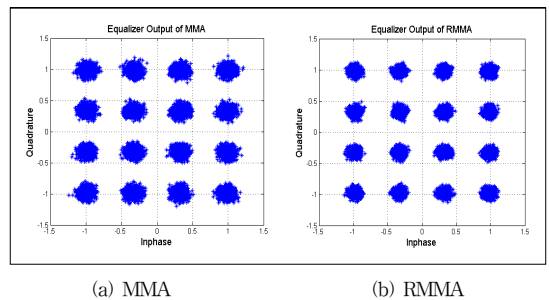 Equalizer Output of MMA
1.5
1
0.5
0
-0.5
-1
-1.5
-1.5 -1 -0.5 0 0.5 1 1.5
Quadrature
Inphase
Equalizer Output of RMMA
1.5
1
0.5
0
-0.5
-1
-1.5
-1.5 -1 -0.5 0 0.5 1 1.5
Quadrature
Inphase
(a) MMA
(b) RMMA